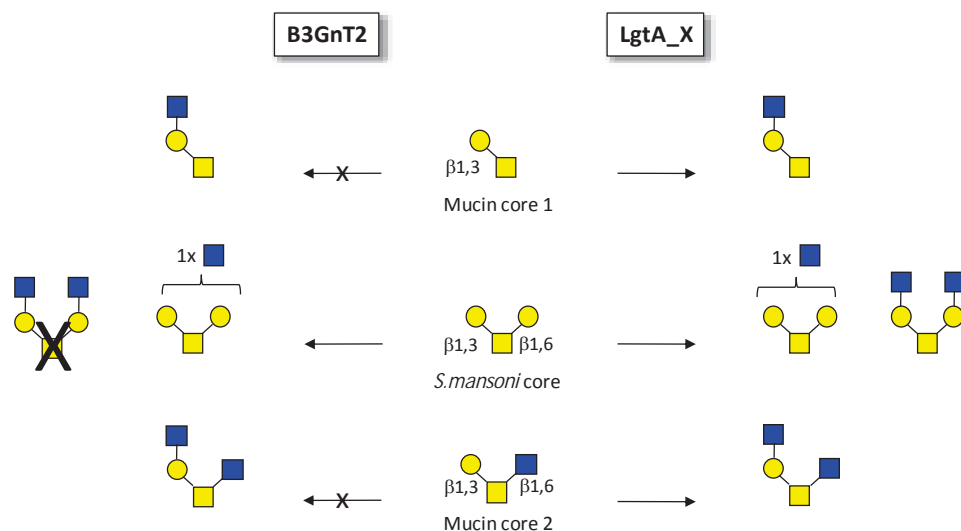 B3GnT2
LgtA_X
β1,3
X
Mucin core 1
1x
1x
X
β1,3
β1,6
S.mansoni core
β1,3
β1,6
X
Mucin core 2